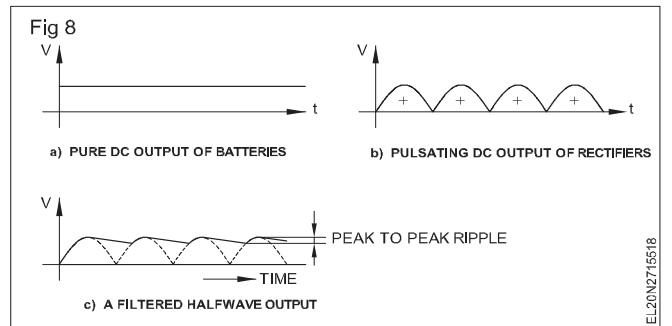 Fig 8
V
t
a) PURE DC OUTPUT OF BATTERIES
V
+ + + +
t
b) PULSATING DC OUTPUT OF RECTIFIERS
V
PEAK TO PEAK RIPPLE
TIME
c) A FILTERED HALFWAVE OUTPUT
EL20N2715518